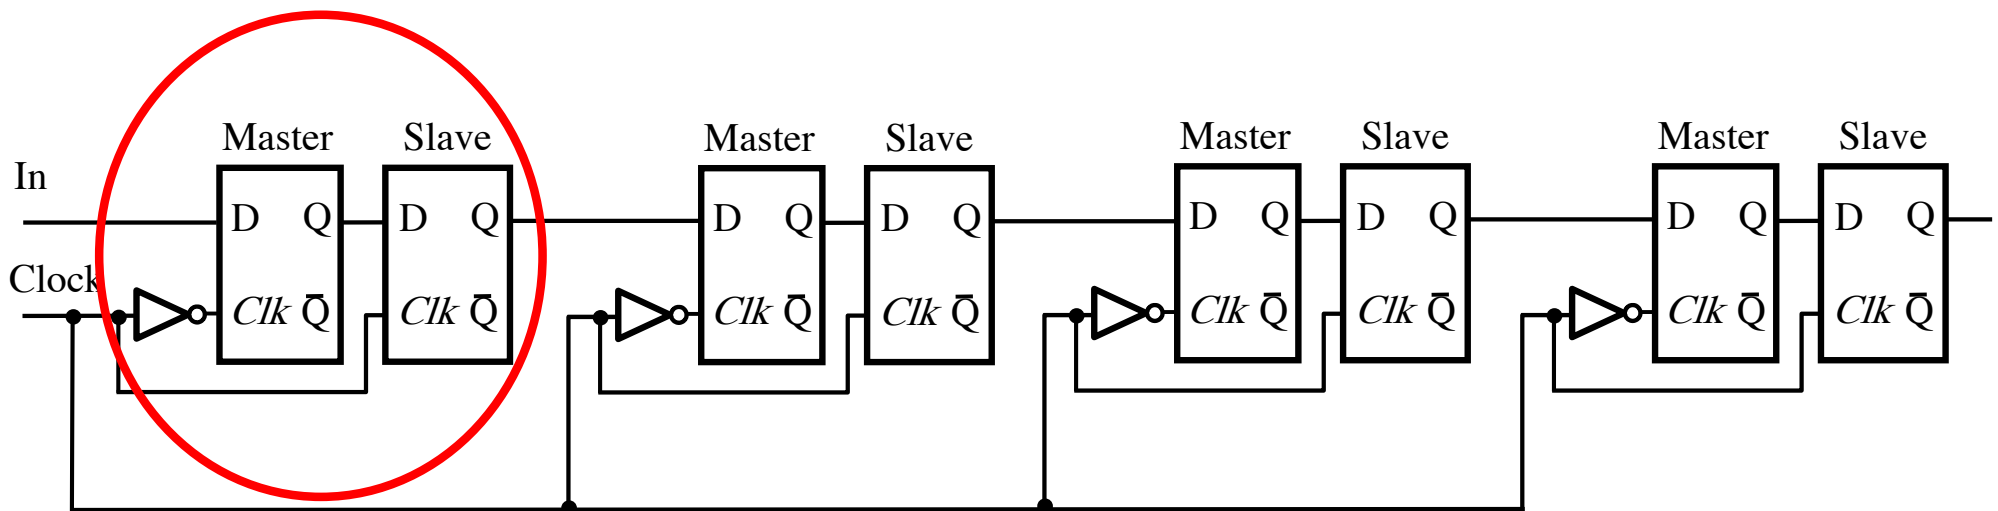 Master Slave Master Slave Master Slave Master Slave
In
D Q D Q D Q D Q D Q D Q D Q D Q
Clock
Clk Q̄ Clk Q̄ Clk Q̄ Clk Q̄ Clk Q̄ Clk Q̄ Clk Q̄ Clk Q̄